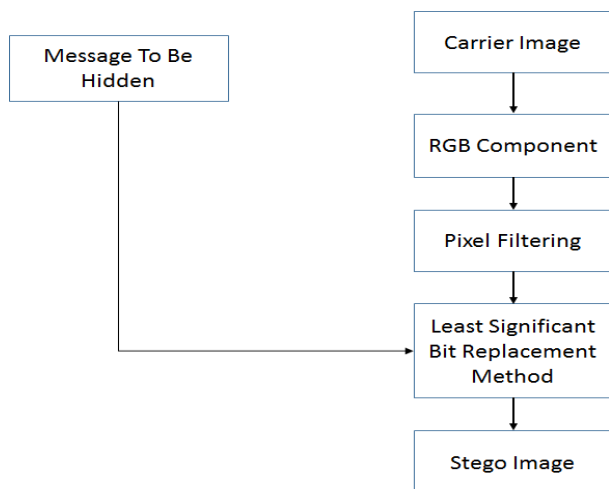 Message To Be
Hidden
Carrier Image
RGB Component
Pixel Filtering
Least Significant
Bit Replacement
Method
Stego Image